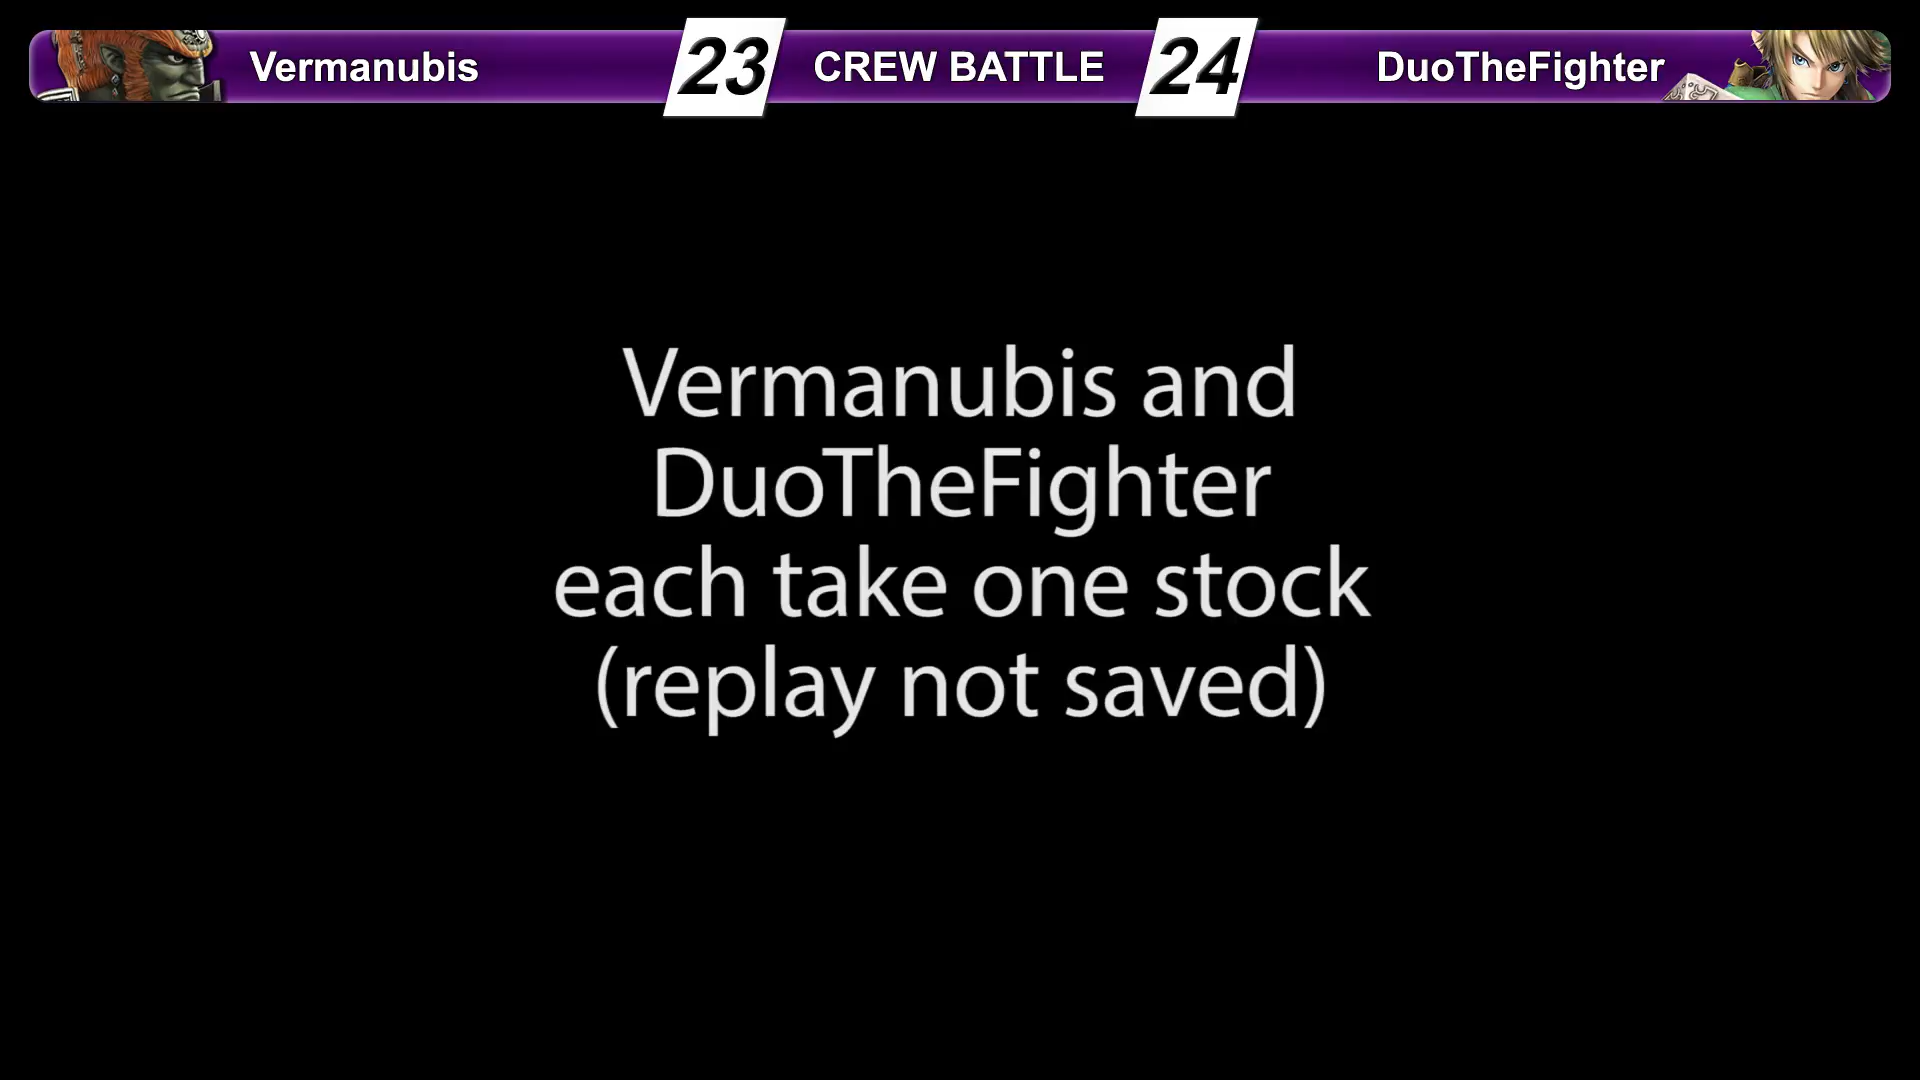 Vermanubis 23 CREW BATTLE 24 DuoTheFighter
Vermanubis and
DuoTheFighter
each take one stock
(replay not saved)